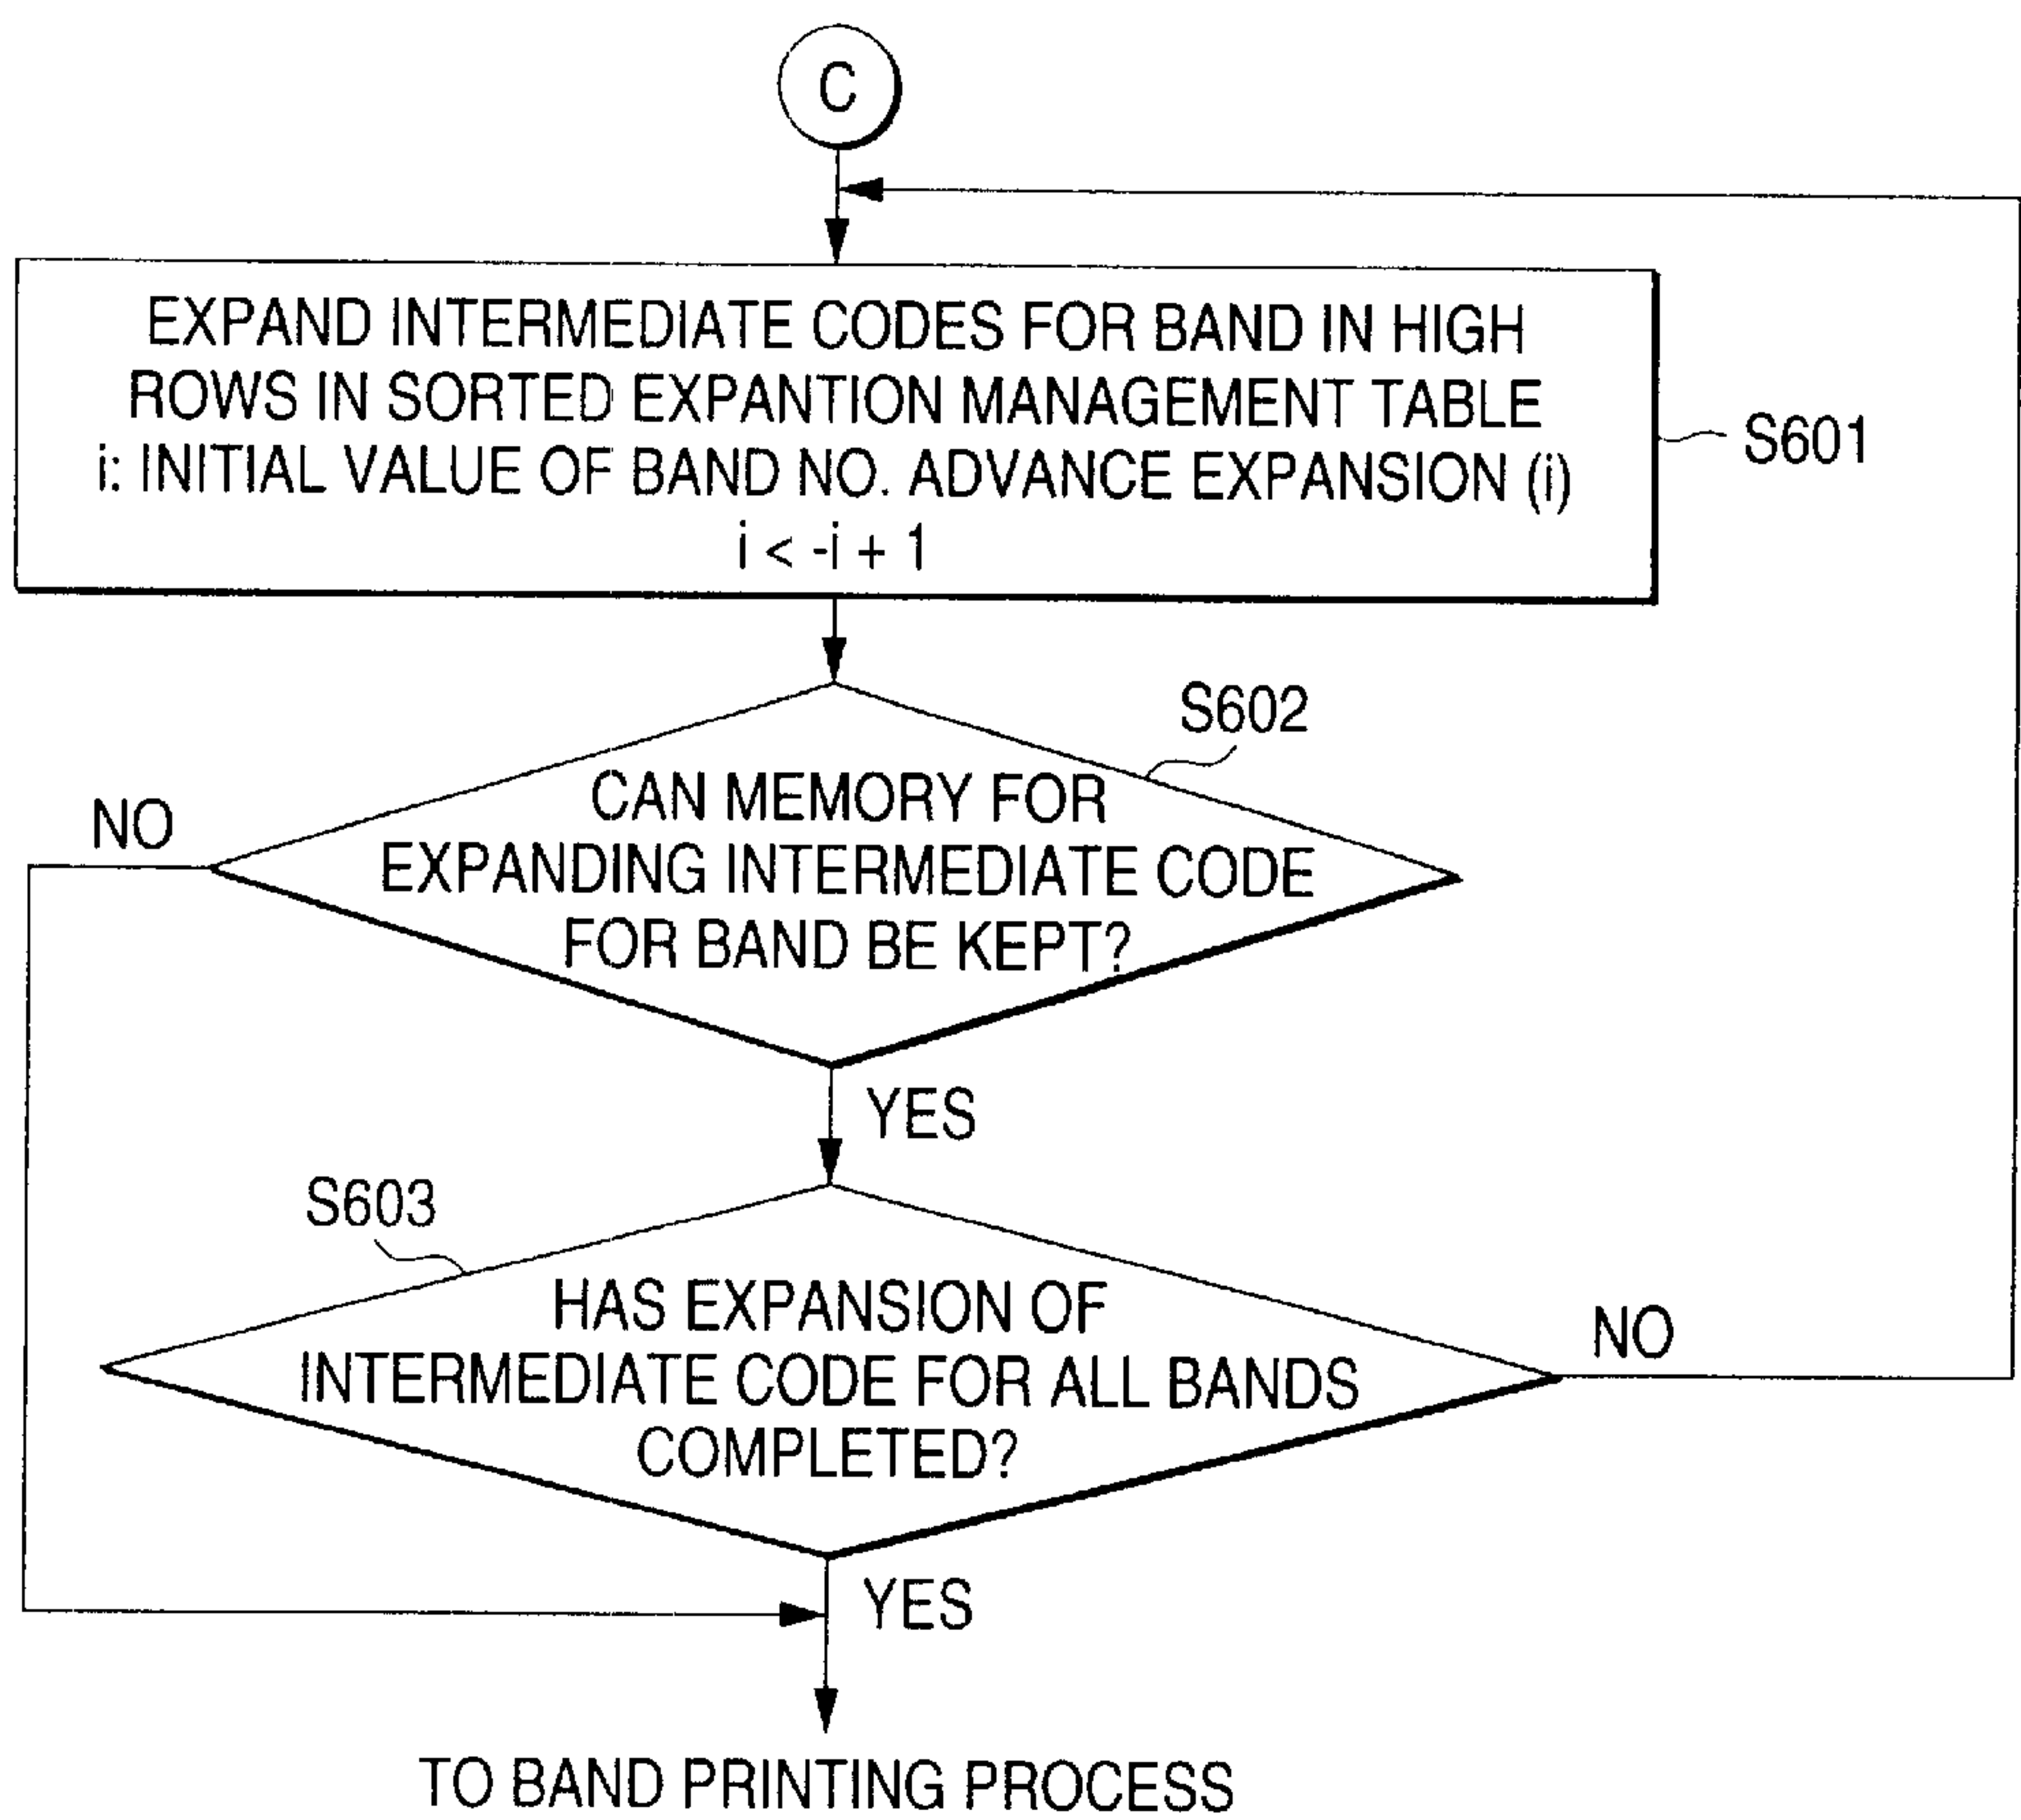 C
EXPAND INTERMEDIATE CODES FOR BAND IN HIGH
ROWS IN SORTED EXPANTION MANAGEMENT TABLE
i: INITIAL VALUE OF BAND NO. ADVANCE EXPANSION (i)
i < -i + 1
S601
S602
CAN MEMORY FOR
EXPANDING INTERMEDIATE CODE
FOR BAND BE KEPT?
NO
YES
S603
HAS EXPANSION OF
INTERMEDIATE CODE FOR ALL BANDS
COMPLETED?
NO
YES
TO BAND PRINTING PROCESS